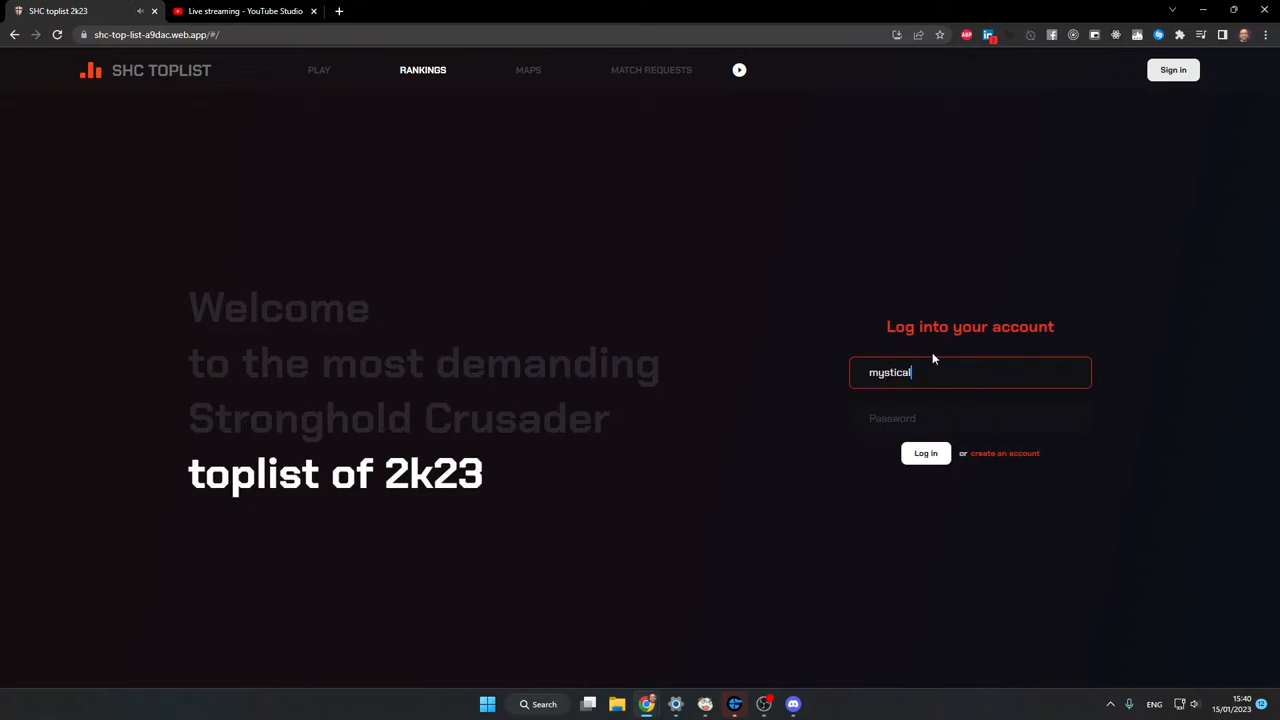 SHC toplist 2k23
Live streaming - YouTube Studio
shc-top-list-a9dac.web.app/#/
SHC TOPLIST
PLAY
RANKINGS
MAPS
MATCH REQUESTS
Sign in
Welcome
to the most demanding
Stronghold Crusader
toplist of 2k23
Log into your account
mystical
Password
Log in
or create an account
Search
ENG
15:40
15/01/2023